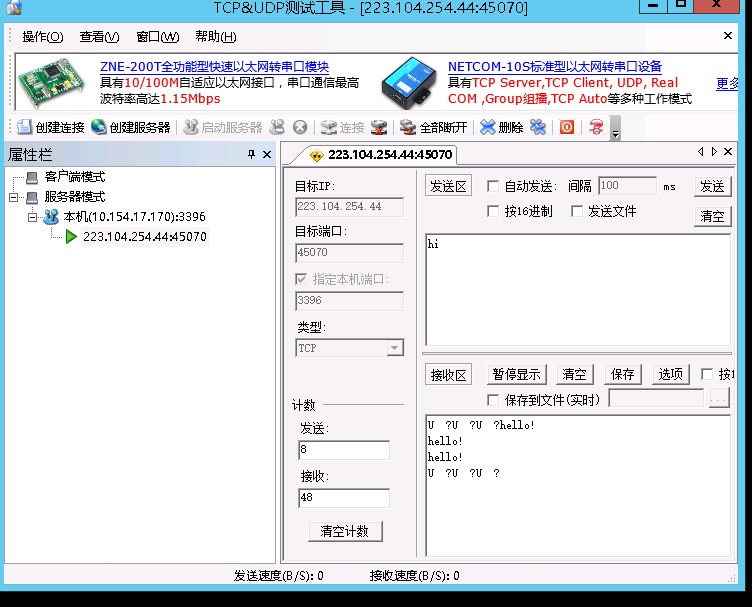 TCP&UDP测试工具 - [223.104.254.44:45070]
操作(O) 查看(V) 窗口(W) 帮助(H)
ZNE-200T全功能型快速以太网转串口模块
具有10/100M自适应以太网接口，串口通信最高
波特率高达1.15Mbps
NETCOM-10S标准型以太网转串口设备
具有TCP Server,TCP Client, UDP, Real
COM ,Group组播,TCP Auto等多种工作模式
更多
创建连接 创建服务器 启动服务器 连接 全部断开 删除
属性栏
客户端模式
服务器模式
本机(10.154.17.170):3396
223.104.254.44:45070
223.104.254.44:45070
目标IP:
223.104.254.44
目标端口:
45070
指定本机端口:
3396
类型:
TCP
计数
发送:
8
接收:
48
清空计数
发送区 自动发送: 间隔 100 ms 发送
按16进制 发送文件 清空
hi
接收区 暂停显示 清空 保存 选项 按1
保存到文件(实时) ...
U ?U ?U ?hello!
hello!
hello!
U ?U ?U ?
发送速度(B/S): 0 接收速度(B/S): 0